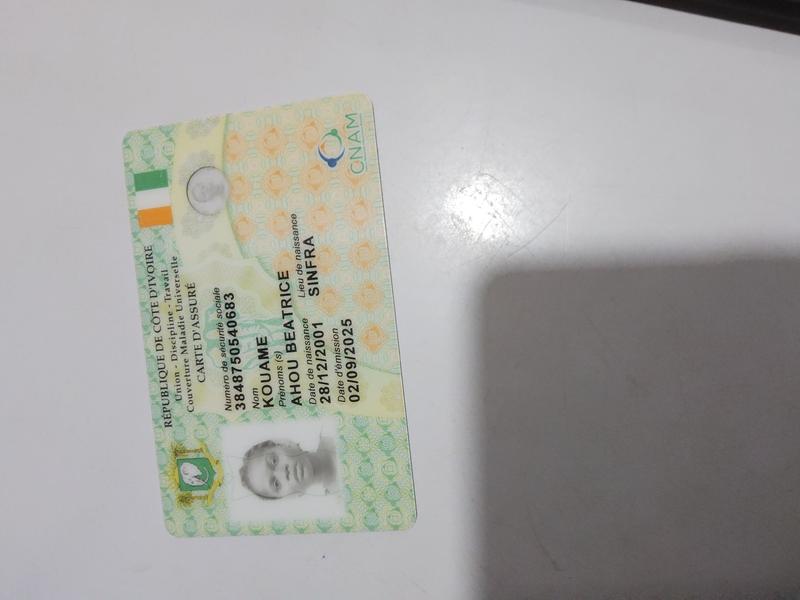 RÉPUBLIQUE DE CÔTE D'IVOIRE
Union - Discipline - Travail
Couverture Maladie Universelle
CARTE D'ASSURÉ
Numéro de sécurité sociale
3848750540683
Nom
KOUAME
Prénoms (s)
AHOU BEATRICE
Date de naissance Lieu de naissance
28/12/2001 SINFRA
Date d'émission
02/09/2025
CNAM